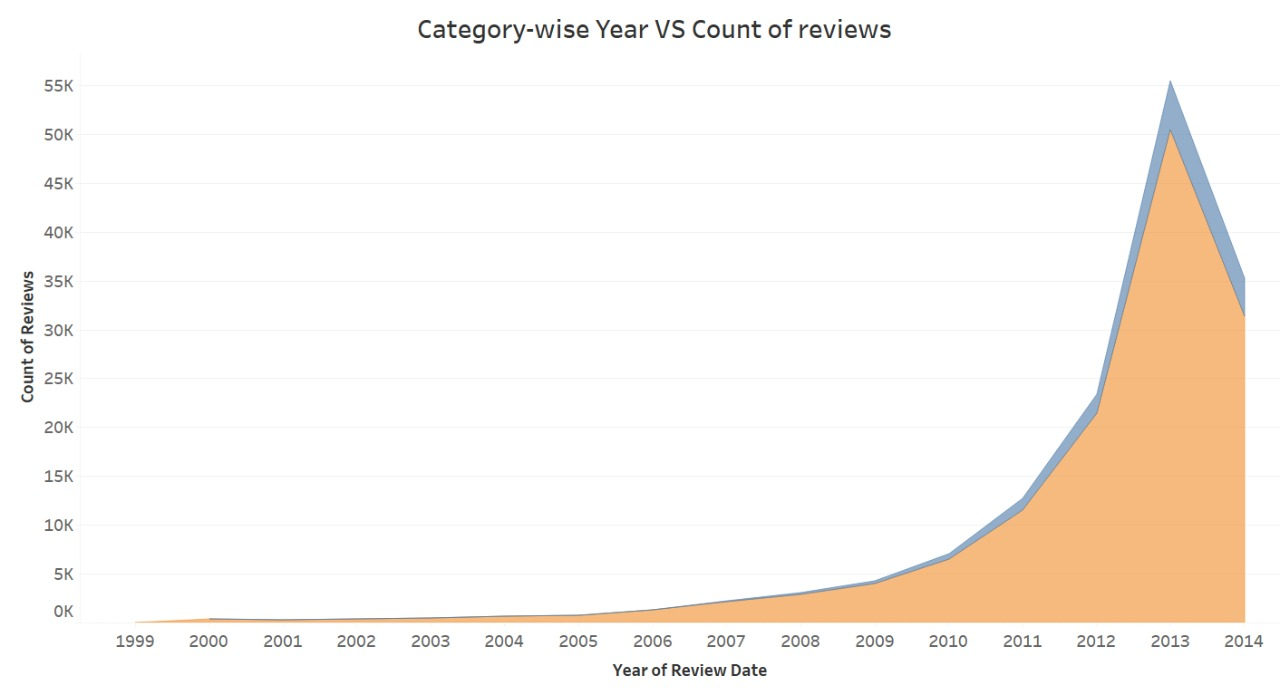 Category-wise Year VS Count of reviews
55K
50K
45K
40K
35K
30K
25K
20K
15K
10K
5K
0K
Count of Reviews
1999 2000 2001 2002 2003 2004 2005 2006 2007 2008 2009 2010 2011 2012 2013 2014
Year of Review Date